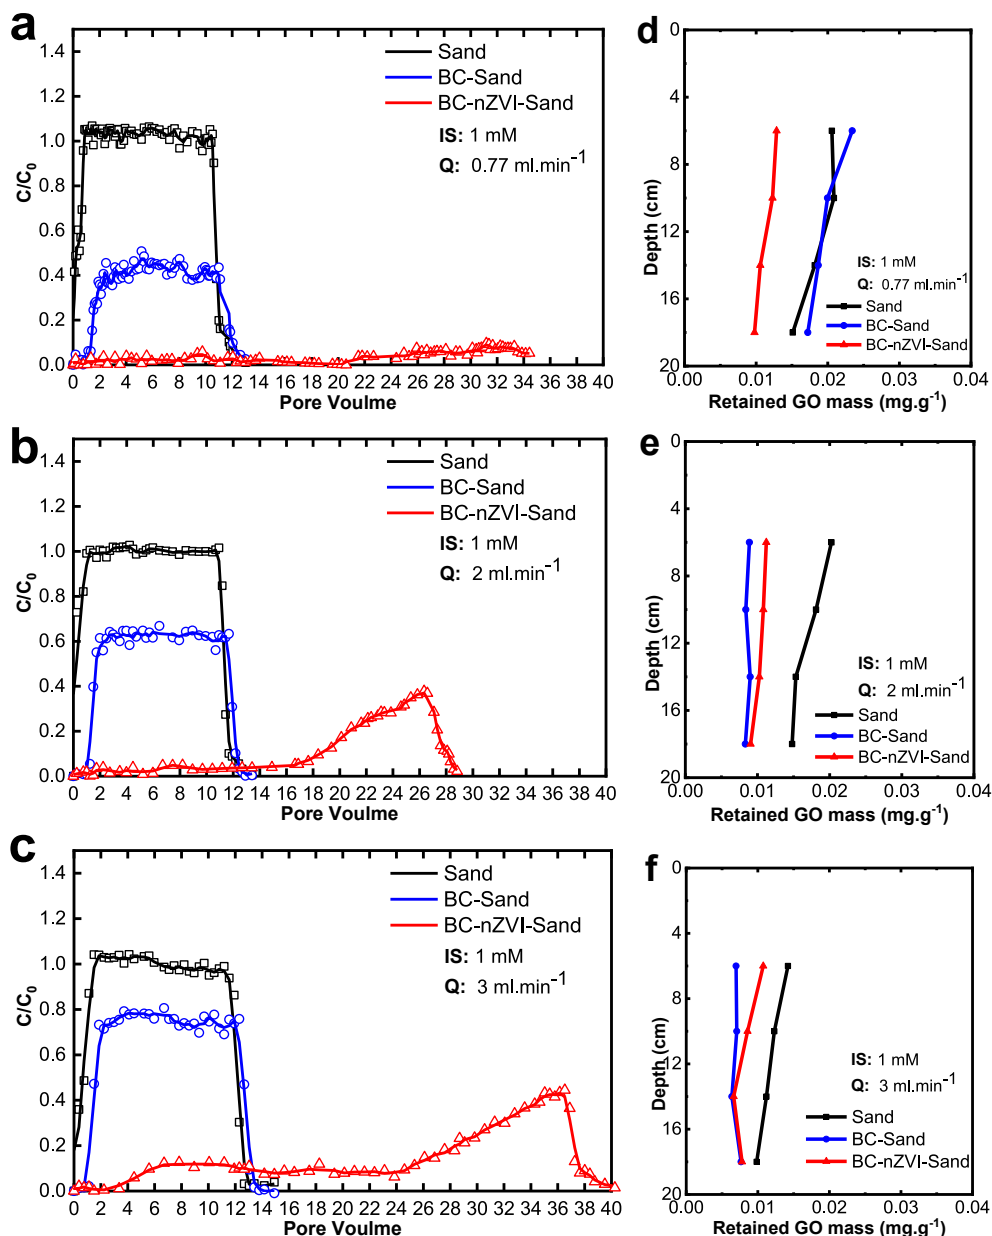 a
1.4
1.2
1.0
0.8
0.6
0.4
0.2
0.0
C/C0
0 2 4 6 8 10 12 14 16 18 20 22 24 26 28 30 32 34 36 38 40
Pore Voulme
Sand
BC-Sand
BC-nZVI-Sand
IS: 1 mM
Q: 0.77 ml.min-1
d
0
4
8
12
16
20
Depth (cm)
0.00 0.01 0.02 0.03 0.04
Retained GO mass (mg.g-1)
IS: 1 mM
Q: 0.77 ml.min-1
Sand
BC-Sand
BC-nZVI-Sand
b
1.4
1.2
1.0
0.8
0.6
0.4
0.2
0.0
C/C0
0 2 4 6 8 10 12 14 16 18 20 22 24 26 28 30 32 34 36 38 40
Pore Voulme
Sand
BC-Sand
BC-nZVI-Sand
IS: 1 mM
Q: 2 ml.min-1
e
0
4
8
12
16
20
Depth (cm)
0.00 0.01 0.02 0.03 0.04
Retained GO mass (mg.g-1)
IS: 1 mM
Q: 2 ml.min-1
Sand
BC-Sand
BC-nZVI-Sand
c
1.4
1.2
1.0
0.8
0.6
0.4
0.2
0.0
C/C0
0 2 4 6 8 10 12 14 16 18 20 22 24 26 28 30 32 34 36 38 40
Pore Voulme
Sand
BC-Sand
BC-nZVI-Sand
IS: 1 mM
Q: 3 ml.min-1
f
0
4
8
12
16
20
Depth (cm)
0.00 0.01 0.02 0.03 0.04
Retained GO mass (mg.g-1)
IS: 1 mM
Q: 3 ml.min-1
Sand
BC-Sand
BC-nZVI-Sand